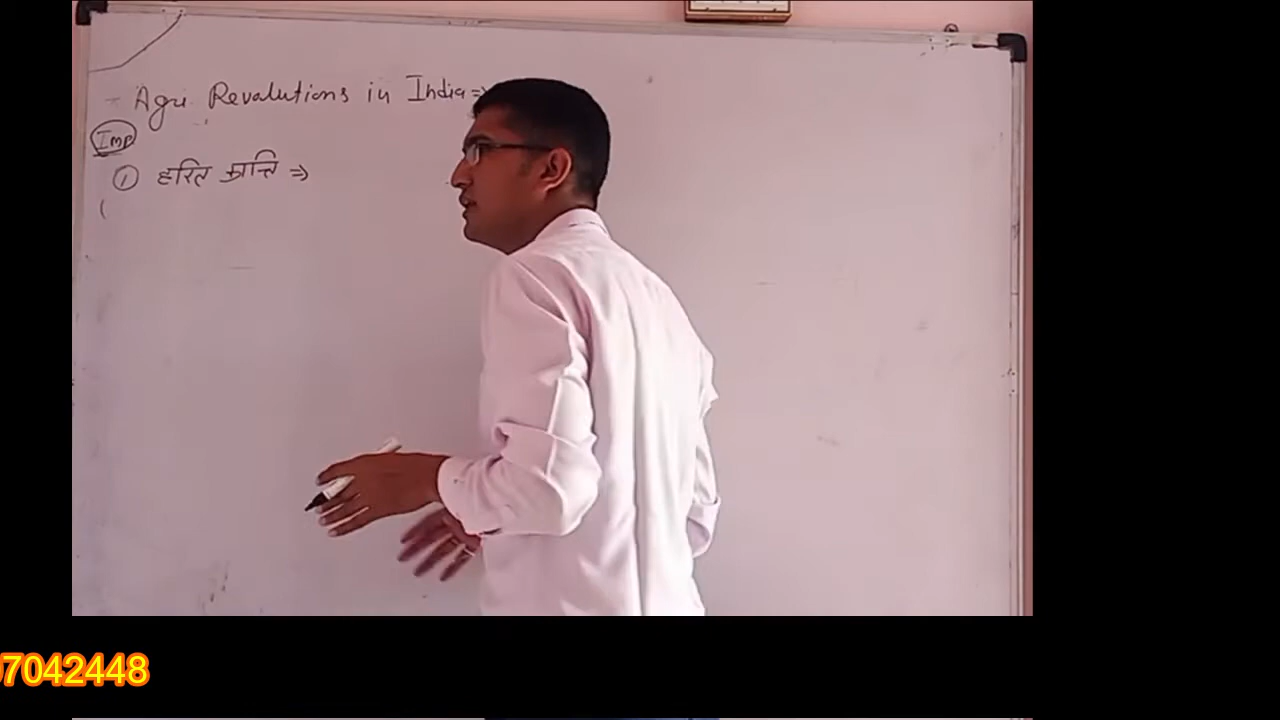 Agri. Revalutions in India ⇒
Imp
① हरित क्रान्ति ⇒
(
7042448